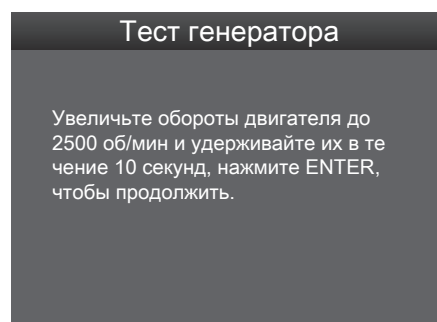 Тест генератора
Увеличьте обороты двигателя до
2500 об/мин и удерживайте их в те
чение 10 секунд, нажмите ENTER,
чтобы продолжить.